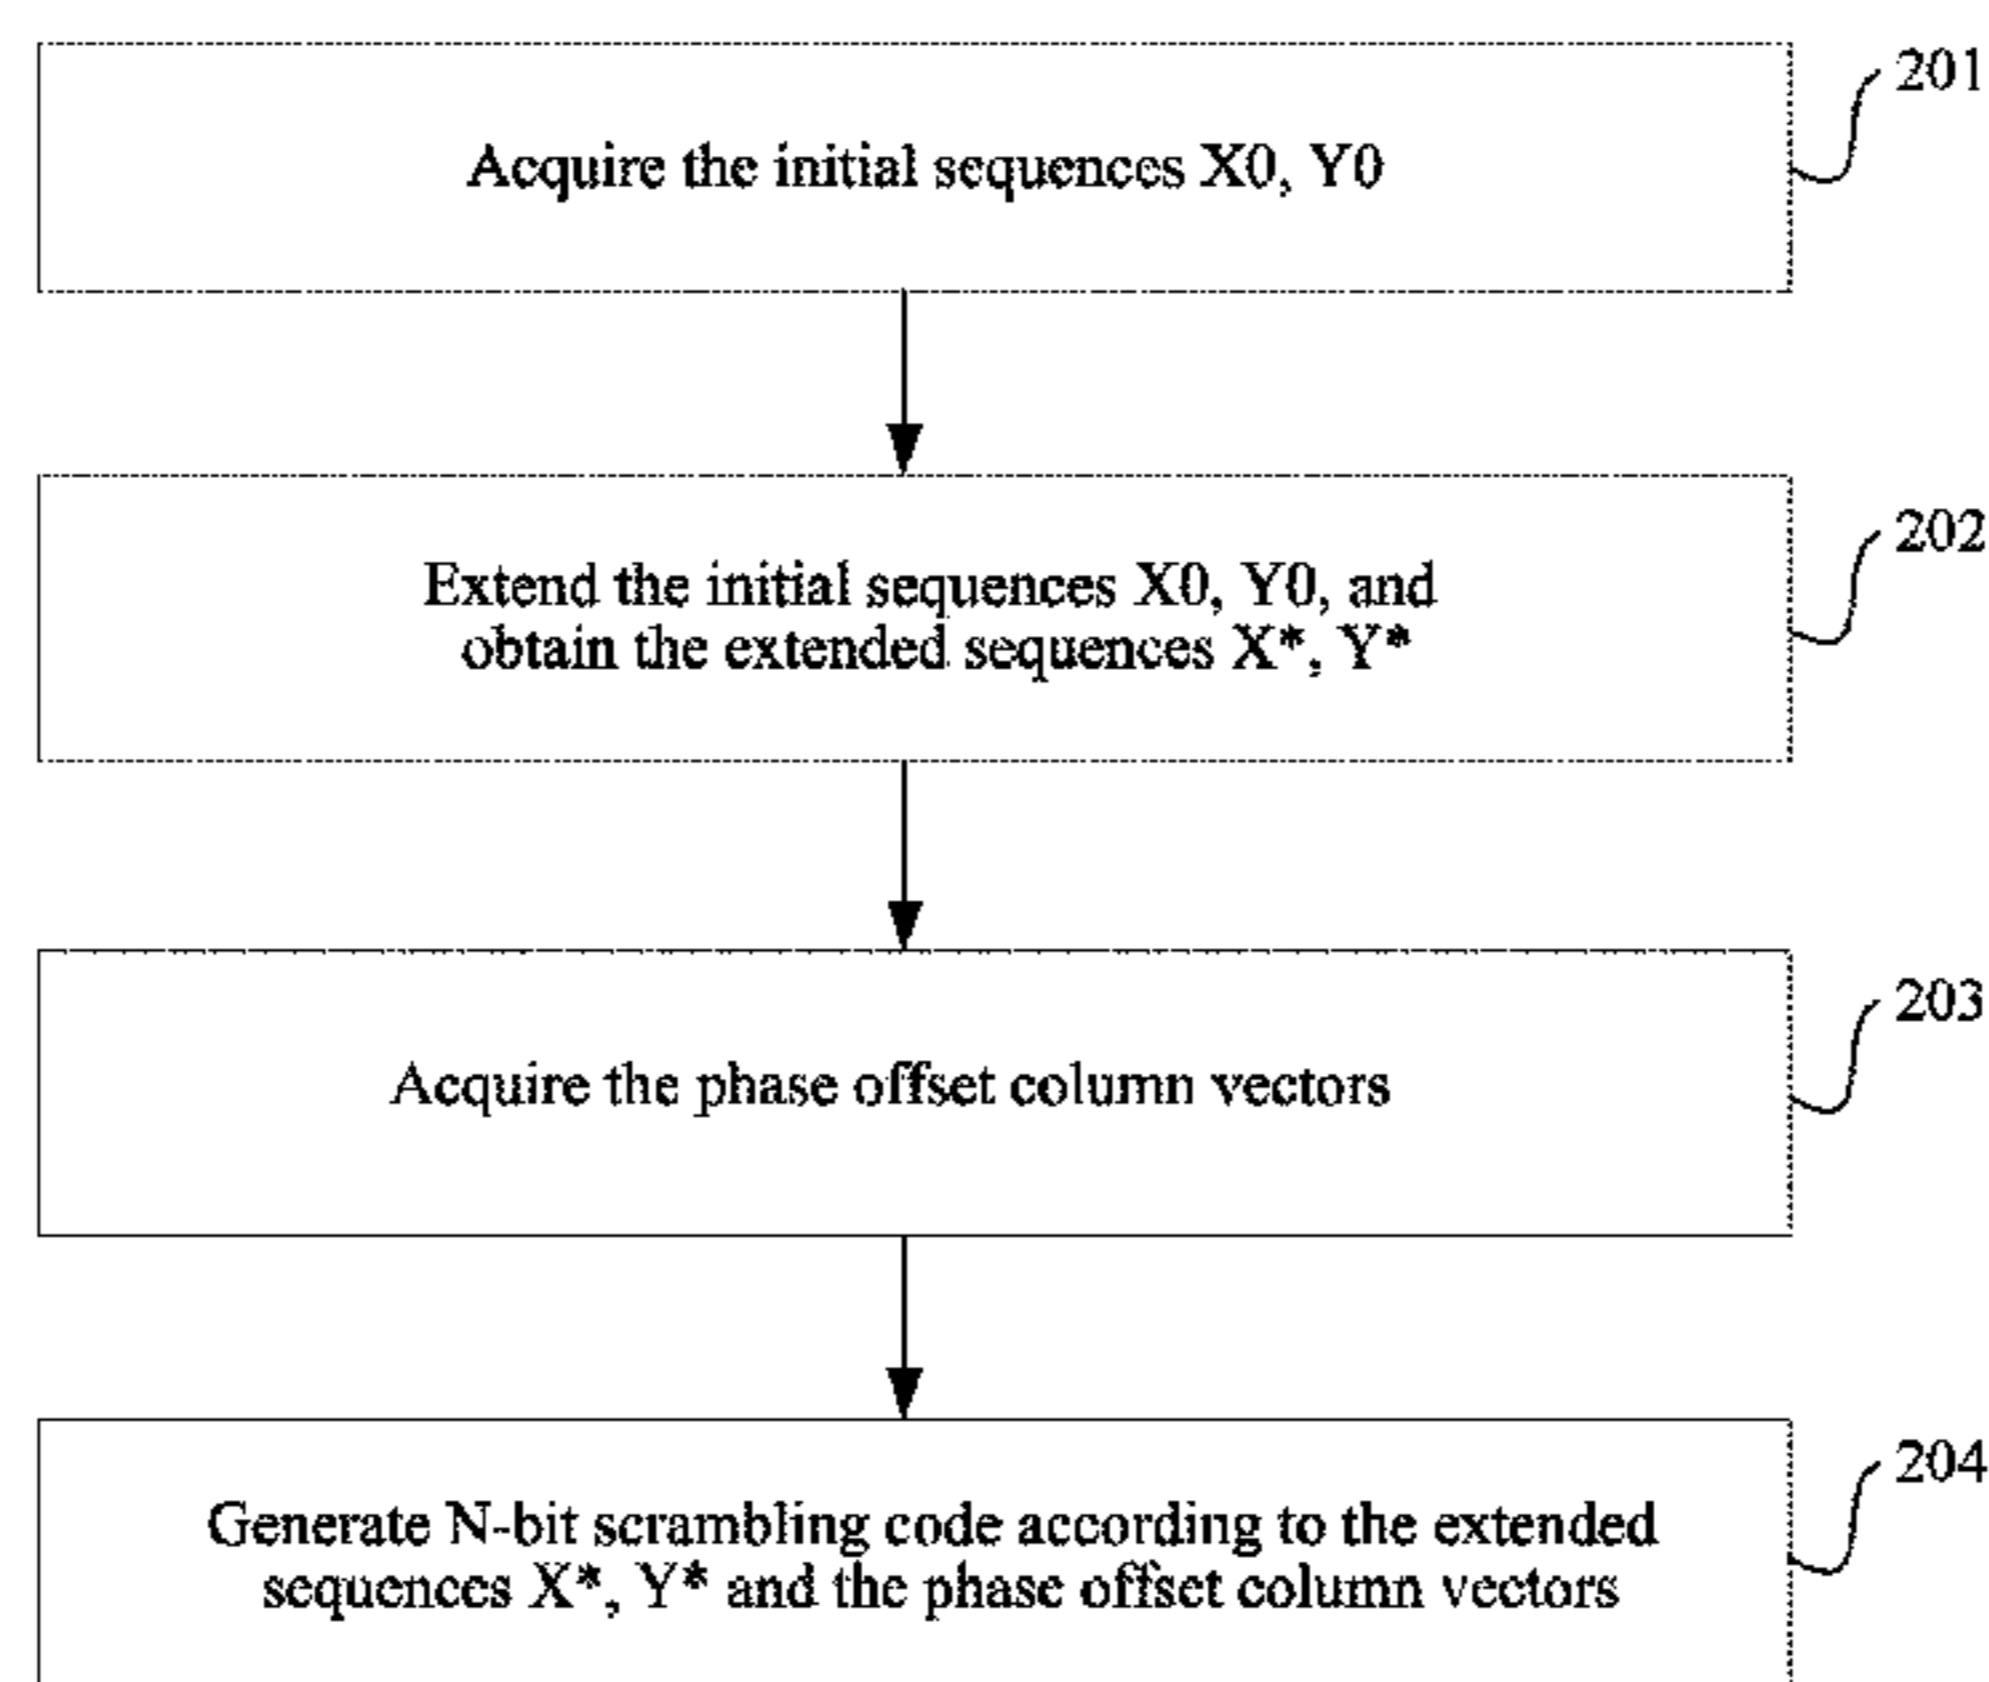 201
Acquire the initial sequences X0, Y0
202
Extend the initial sequences X0, Y0, and
obtain the extended sequences X*, Y*
203
Acquire the phase offset column vectors
204
Generate N-bit scrambling code according to the extended
sequences X*, Y* and the phase offset column vectors